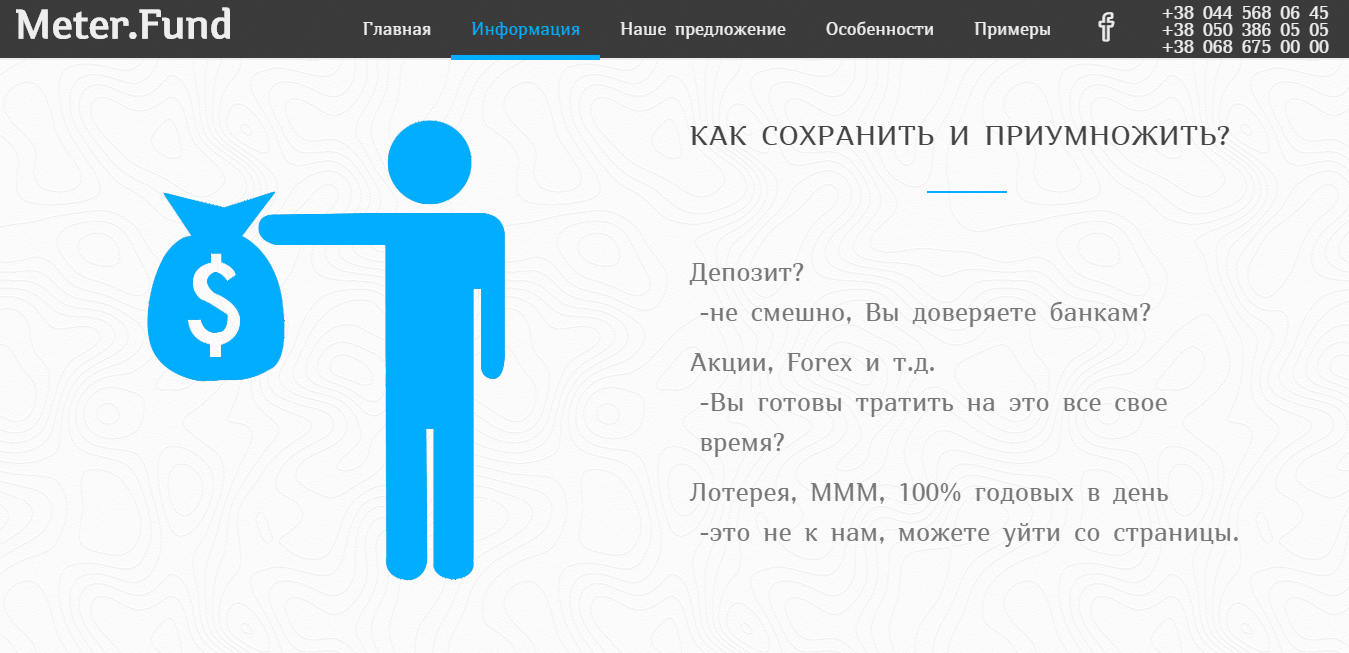 Meter.Fund
Главная Информация Наше предложение Особенности Примеры
+38 044 568 06 45
+38 050 386 05 05
+38 068 675 00 00
КАК СОХРАНИТЬ И ПРИУМНОЖИТЬ?
$
Депозит?
-не смешно, Вы доверяете банкам?
Акции, Forex и т.д.
-Вы готовы тратить на это все свое
время?
Лотерея, МММ, 100% годовых в день
-это не к нам, можете уйти со страницы.